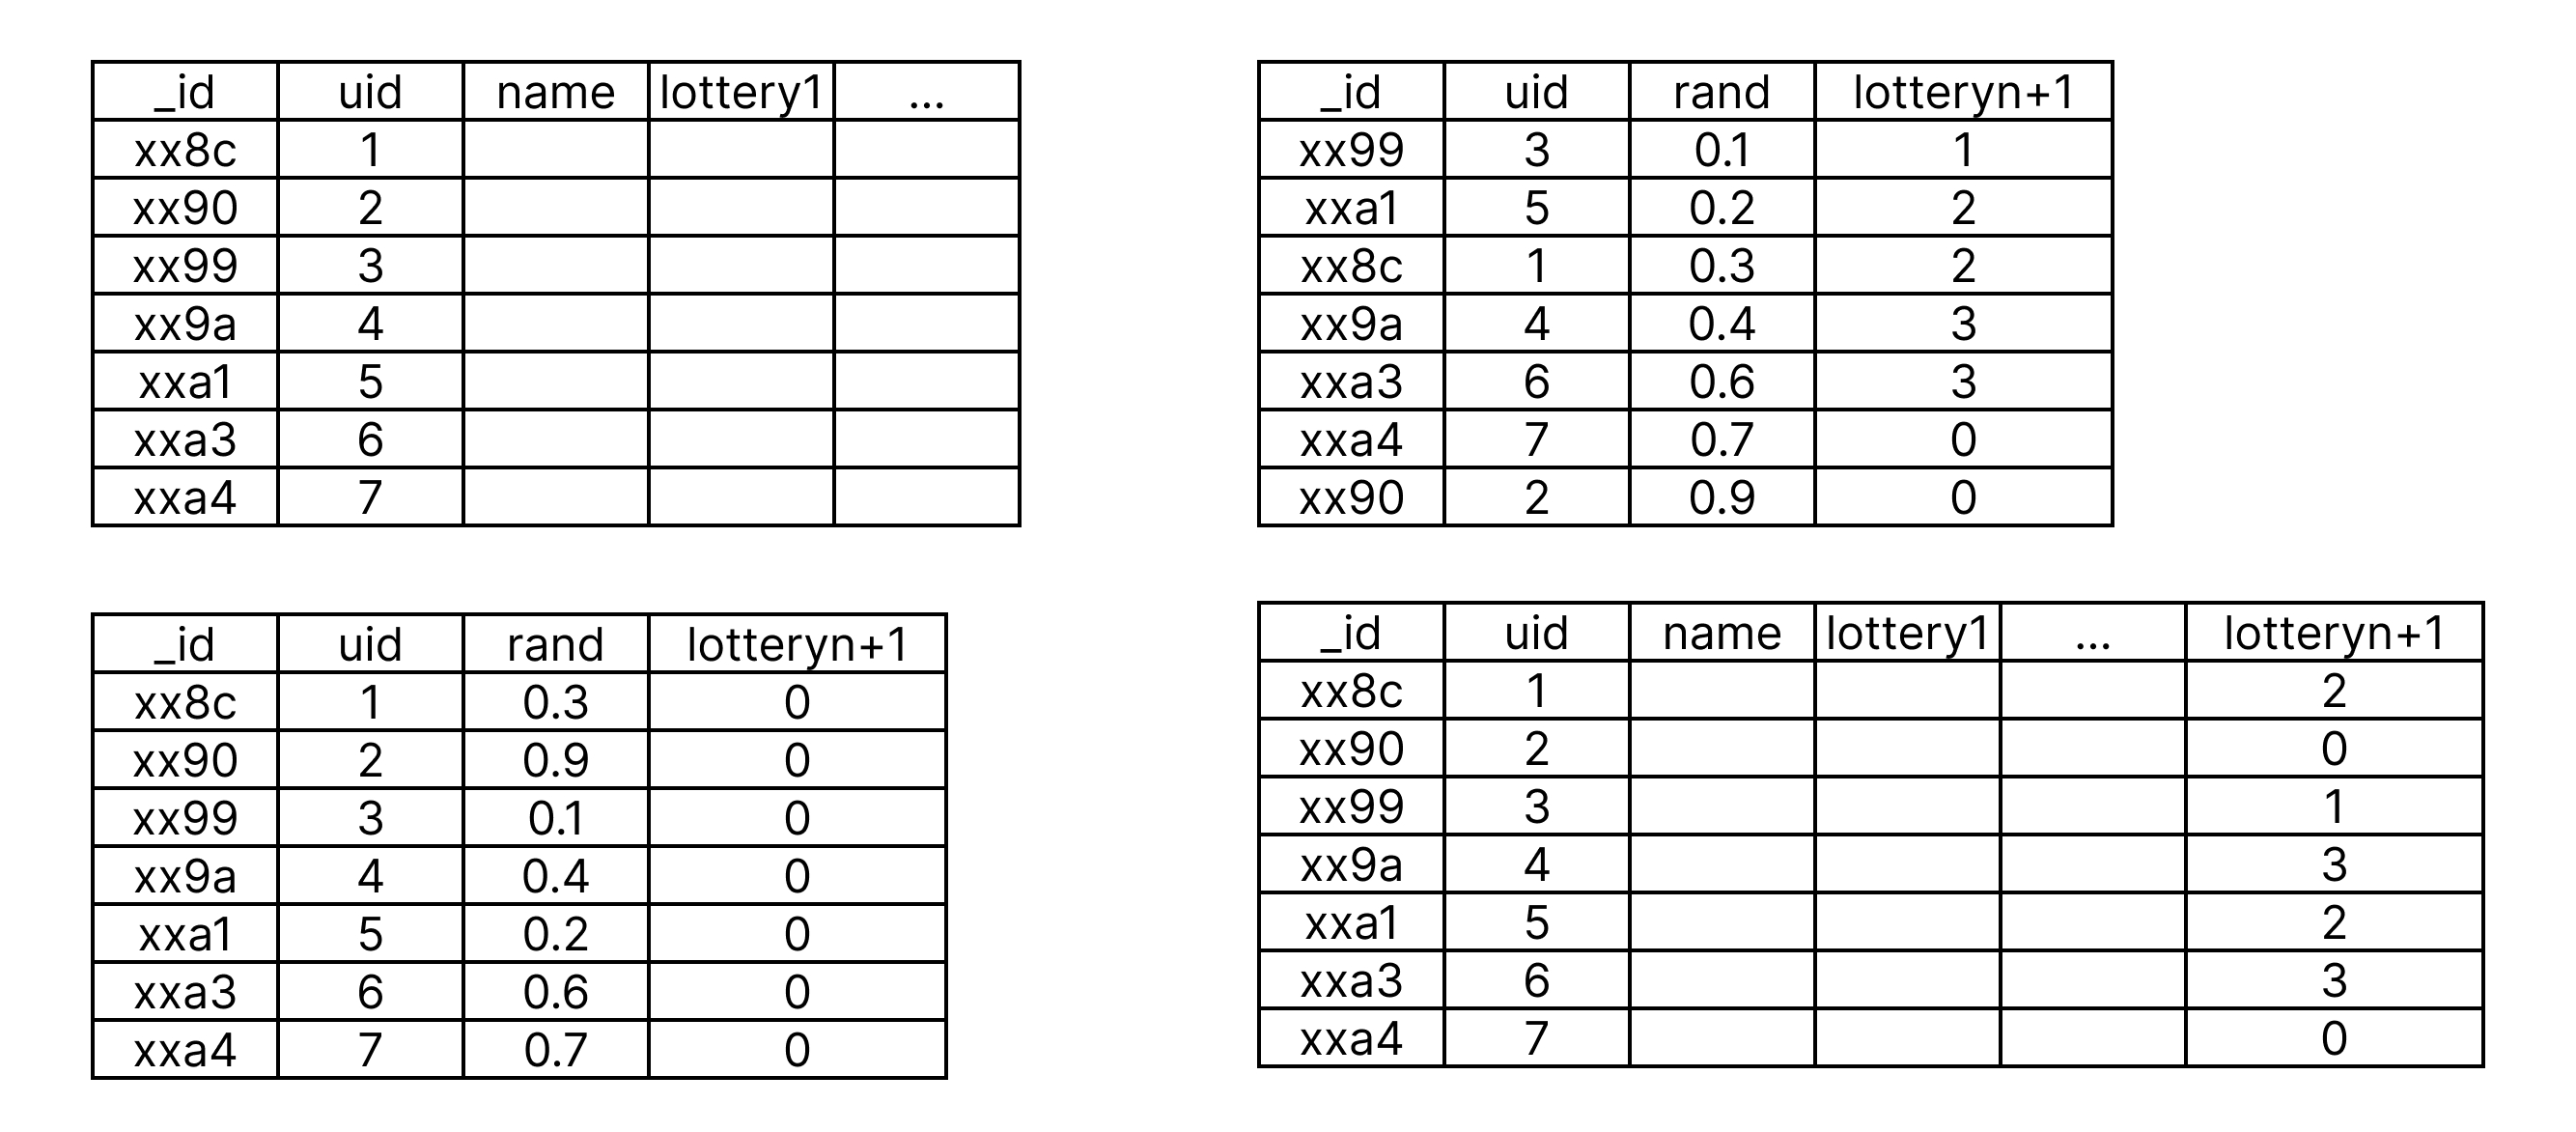 _id uid name lottery1 ...
xx8c 1
xx90 2
xx99 3
xx9a 4
xxa1 5
xxa3 6
xxa4 7
_id uid rand lotteryn+1
xx99 3 0.1 1
xxa1 5 0.2 2
xx8c 1 0.3 2
xx9a 4 0.4 3
xxa3 6 0.6 3
xxa4 7 0.7 0
xx90 2 0.9 0
_id uid rand lotteryn+1
xx8c 1 0.3 0
xx90 2 0.9 0
xx99 3 0.1 0
xx9a 4 0.4 0
xxa1 5 0.2 0
xxa3 6 0.6 0
xxa4 7 0.7 0
_id uid name lottery1 ... lotteryn+1
xx8c 1 2
xx90 2 0
xx99 3 1
xx9a 4 3
xxa1 5 2
xxa3 6 3
xxa4 7 0